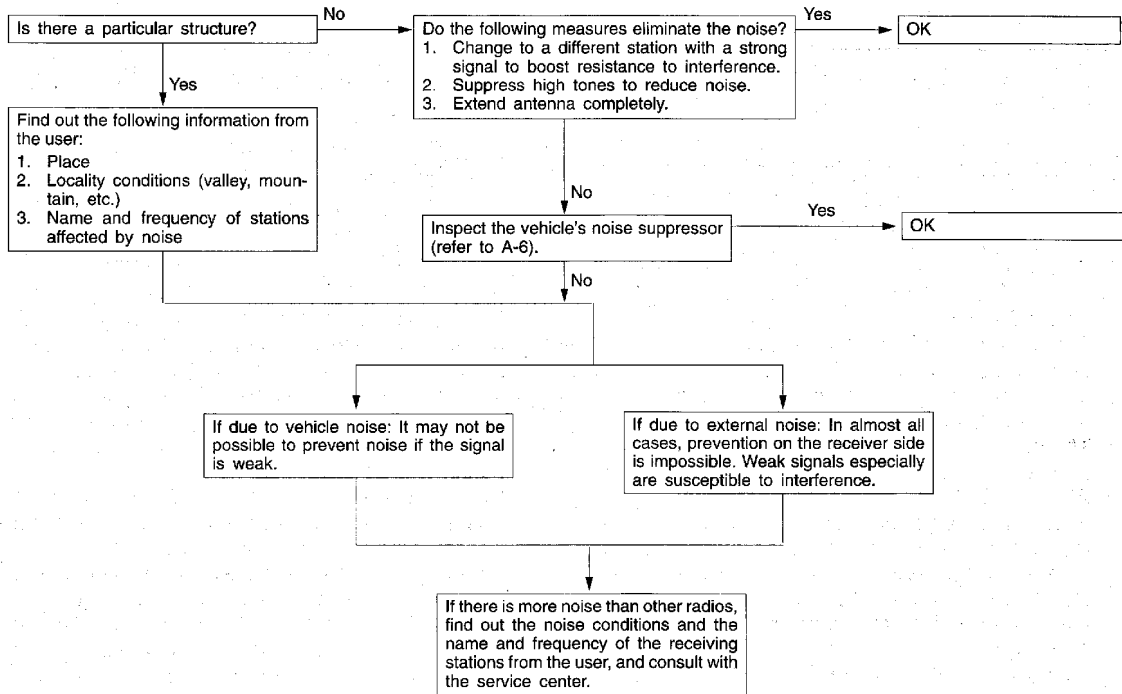 Is there a particular structure?
No
Do the following measures eliminate the noise?
1. Change to a different station with a strong
signal to boost resistance to interference.
2. Suppress high tones to reduce noise.
3. Extend antenna completely.
Yes
OK
Yes
Find out the following information from
the user:
1. Place
2. Locality conditions (valley, moun-
tain, etc.)
3. Name and frequency of stations
affected by noise
No
Inspect the vehicle's noise suppressor
(refer to A-6).
Yes
OK
No
If due to vehicle noise: It may not be
possible to prevent noise if the signal
is weak.
If due to external noise: In almost all
cases, prevention on the receiver side
is impossible. Weak signals especially
are susceptible to interference.
If there is more noise than other radios,
find out the noise conditions and the
name and frequency of the receiving
stations from the user, and consult with
the service center.